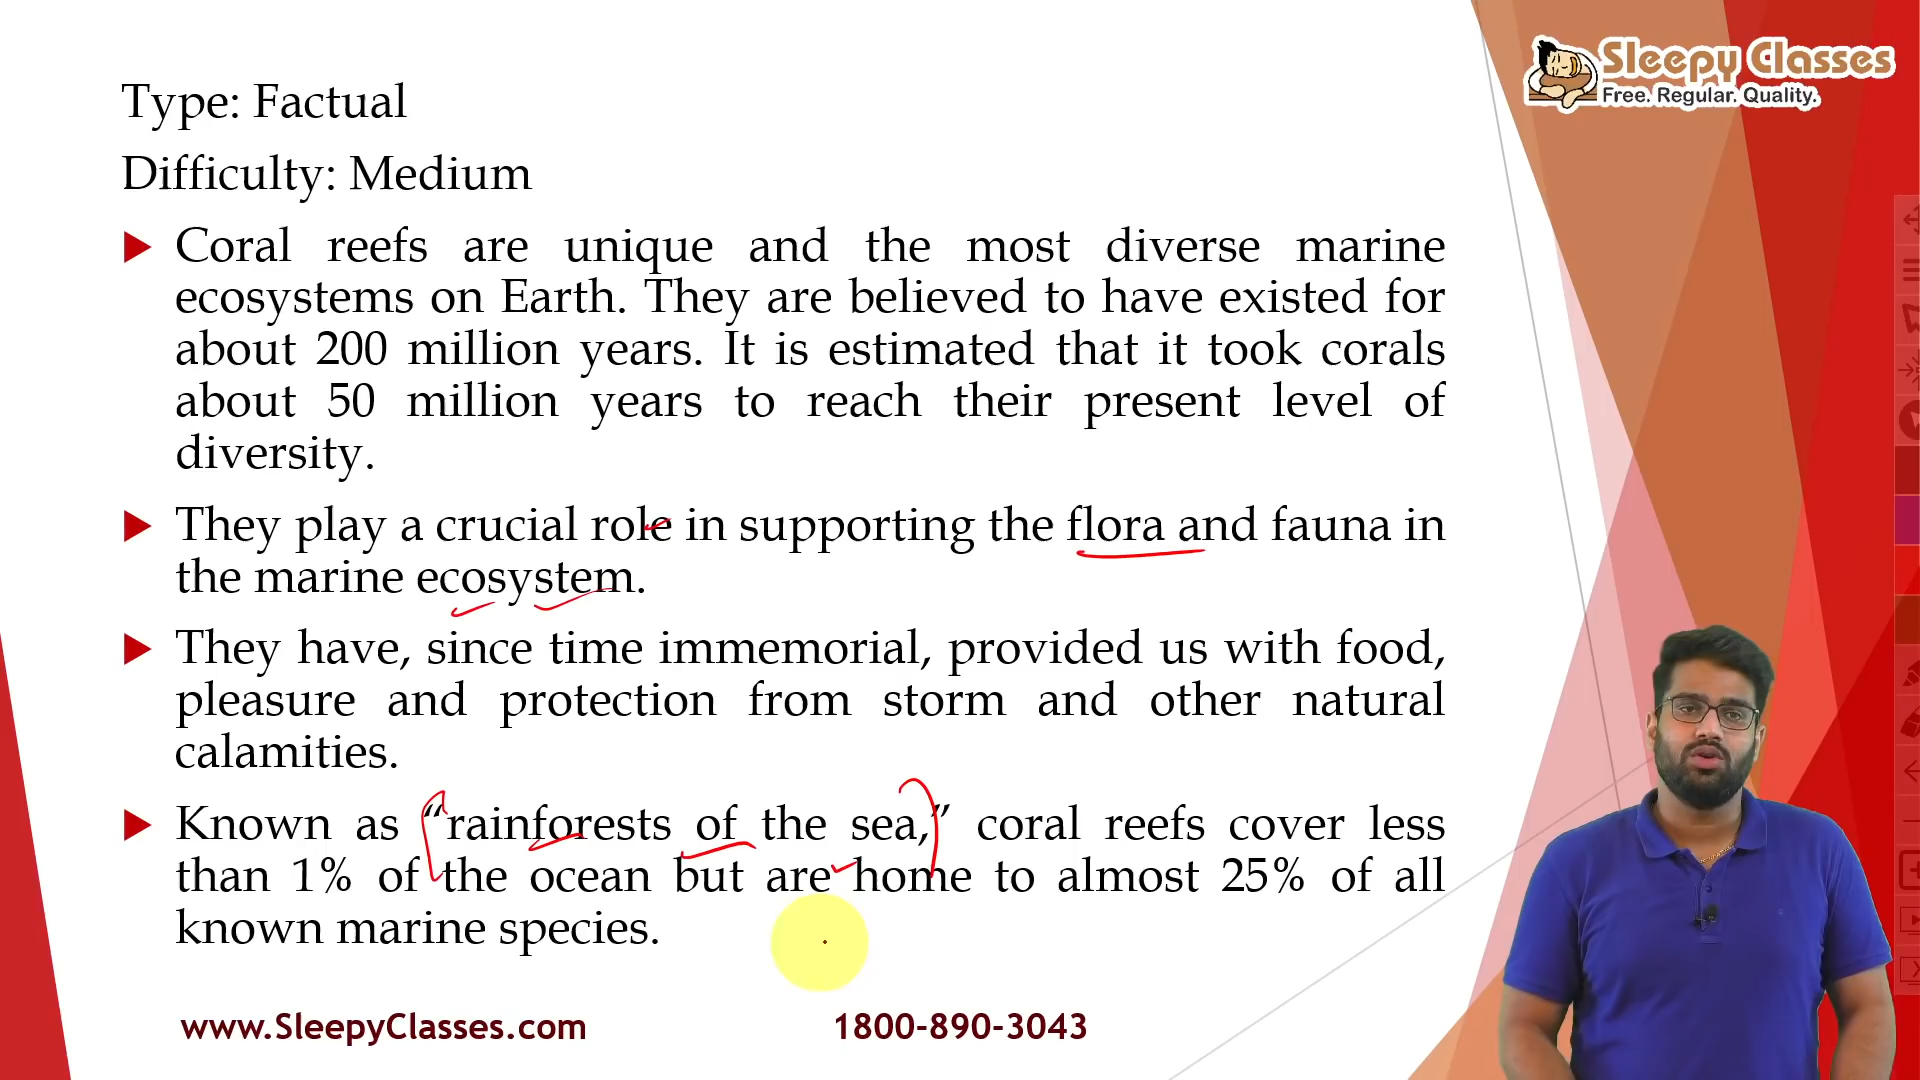 Sleepy Classes
Free. Regular. Quality.
Type: Factual
Difficulty: Medium
Coral reefs are unique and the most diverse marine
ecosystems on Earth. They are believed to have existed for
about 200 million years. It is estimated that it took corals
about 50 million years to reach their present level of
diversity.
They play a crucial role in supporting the flora and fauna in
the marine ecosystem.
They have, since time immemorial, provided us with food,
pleasure and protection from storm and other natural
calamities.
Known as “rainforests of the sea,” coral reefs cover less
than 1% of the ocean but are home to almost 25% of all
known marine species.
www.SleepyClasses.com 1800-890-3043